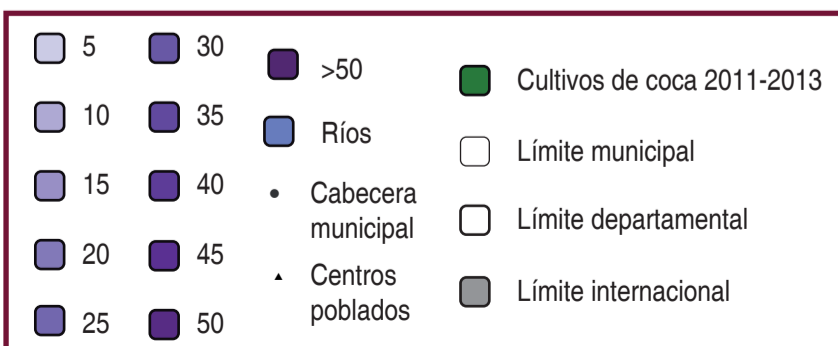 5
10
15
20
25
30
35
40
45
50
>50
Ríos
Cabecera
municipal
Centros
poblados
Cultivos de coca 2011-2013
Límite municipal
Límite departamental
Límite internacional